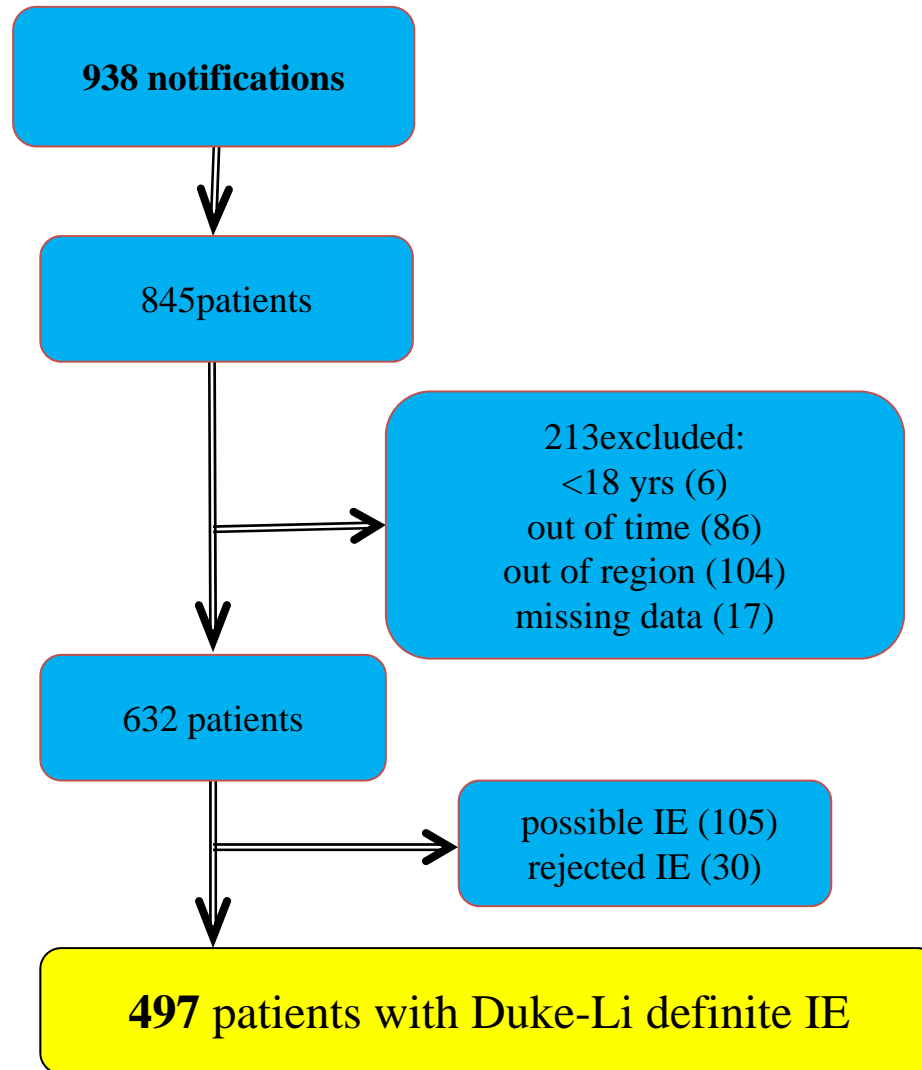 938 notifications
845patients
213excluded:
<18 yrs (6)
out of time (86)
out of region (104)
missing data (17)
632 patients
possible IE (105)
rejected IE (30)
497 patients with Duke-Li definite IE